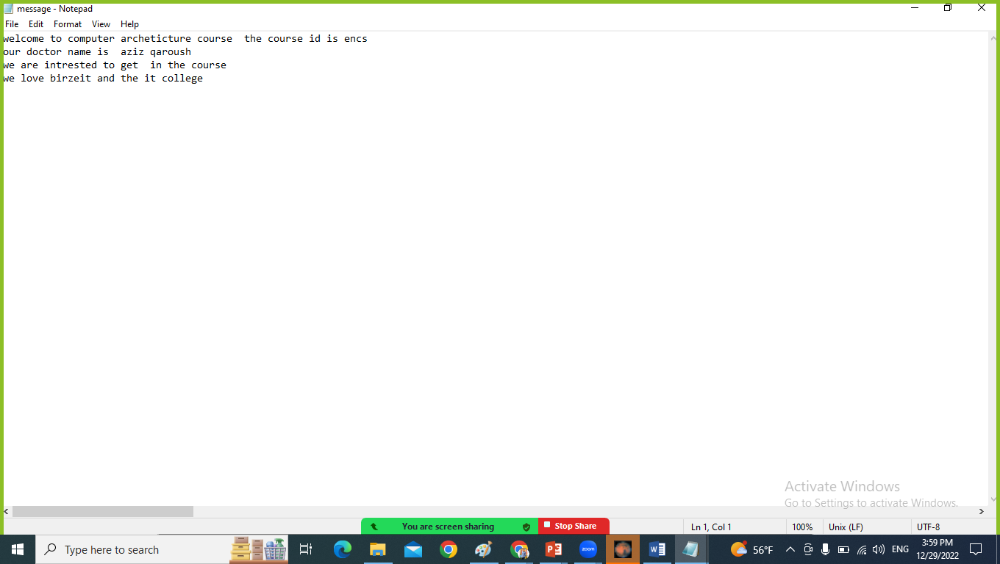 message - Notepad
File Edit Format View Help
welcome to computer archeticture course  the course id is encs
our doctor name is  aziz qaroush
we are intrested to get  in the course
we love birzeit and the it college
Activate Windows
Go to Settings to activate Windows.
You are screen sharing Stop Share
Ln 1, Col 1 100% Unix (LF) UTF-8
Type here to search zoom 56°F ENG 3:59 PM
12/29/2022